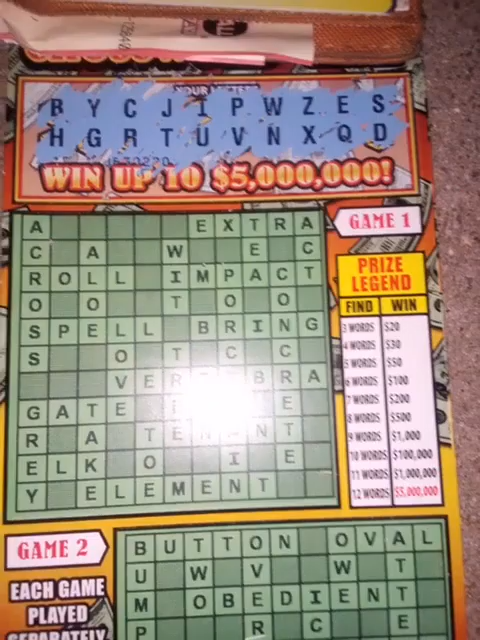 YOUR LETTERS
B Y C J I P W Z E S
H G R T U V N X Q D
WIN UP TO $5,000,000!
GAME 1
A EXTRA
C A W E C
ROLL IMPACT
O O T O O
SPELL BRING
S O T C C
GATE E
R A T
ELK O I E
Y ELEMENT
PRIZE
LEGEND
FIND WIN
3 WORDS $20
4 WORDS $30
5 WORDS $50
6 WORDS $100
7 WORDS $200
8 WORDS $500
9 WORDS $1,000
10 WORDS $100,000
11 WORDS $1,000,000
12 WORDS $5,000,000
GAME 2
EACH GAME
PLAYED
SEPARATELY
BUTTON OVAL
U W V W T
M OBEDIENT
P R C E